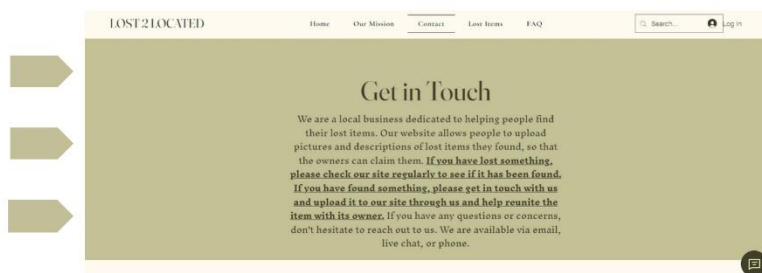 LOST 2 LOCATED
Home Our Mission Contact Lost Items FAQ
Search...
Log In
Get in Touch
We are a local business dedicated to helping people find
their lost items. Our website allows people to upload
pictures and descriptions of lost items they found, so that
the owners can claim them. If you have lost something,
please check our site regularly to see if it has been found.
If you have found something, please get in touch with us
and upload it to our site through us and help reunite the
item with its owner. If you have any questions or concerns,
don't hesitate to reach out to us. We are available via email,
live chat, or phone.